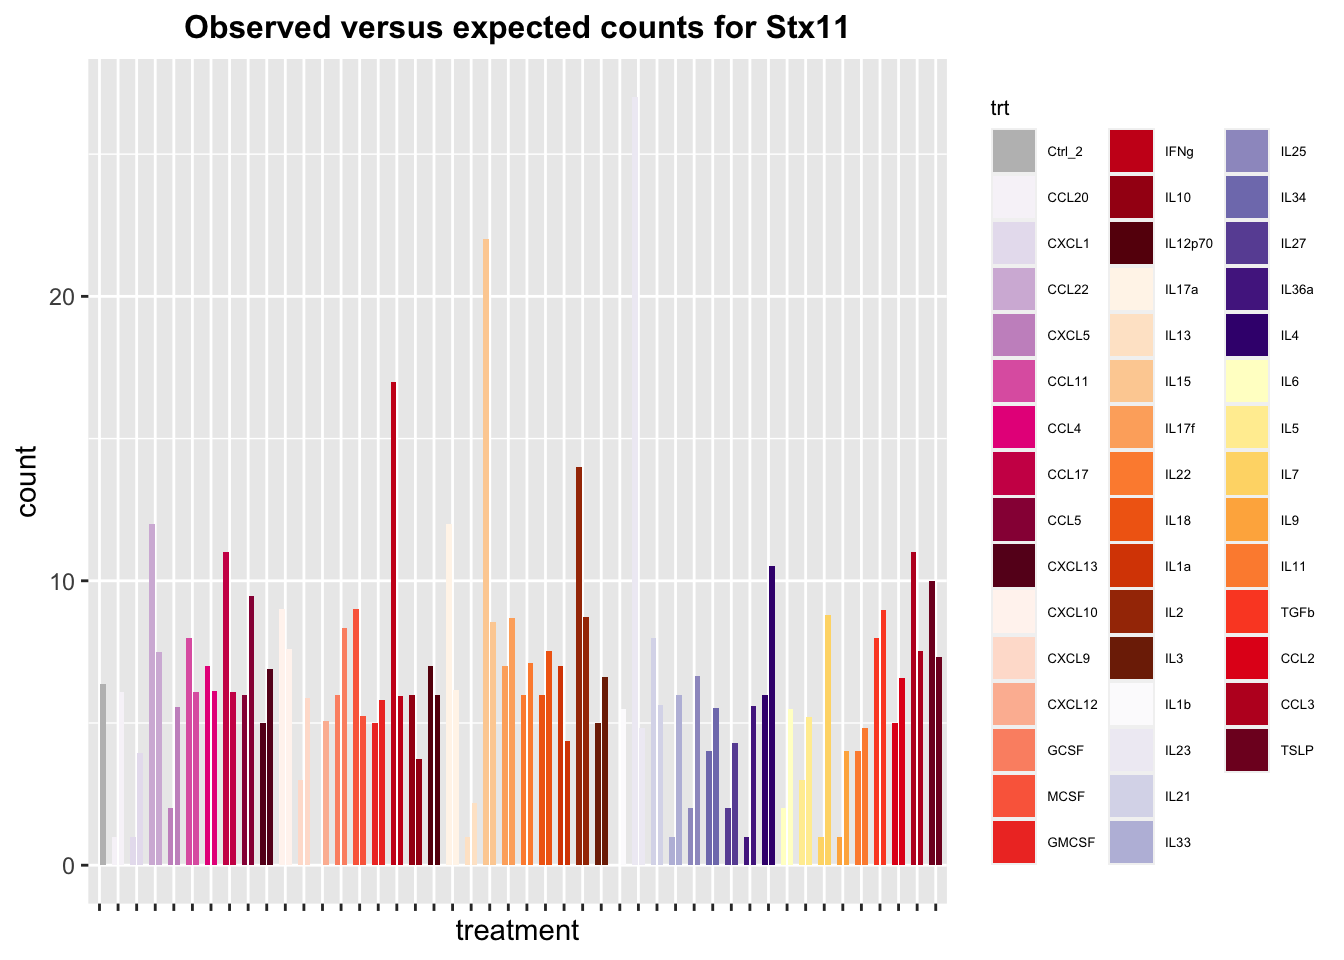 Observed versus expected counts for Stx11
count
20
10
0
treatment
trt
Ctrl_2
CCL20
CXCL1
CCL22
CXCL5
CCL11
CCL4
CCL17
CCL5
CXCL13
CXCL10
CXCL9
CXCL12
GCSF
MCSF
GMCSF
IFNg
IL10
IL12p70
IL17a
IL13
IL15
IL17f
IL22
IL18
IL1a
IL2
IL3
IL1b
IL23
IL21
IL33
IL25
IL34
IL27
IL36a
IL4
IL6
IL5
IL7
IL9
IL11
TGFb
CCL2
CCL3
TSLP